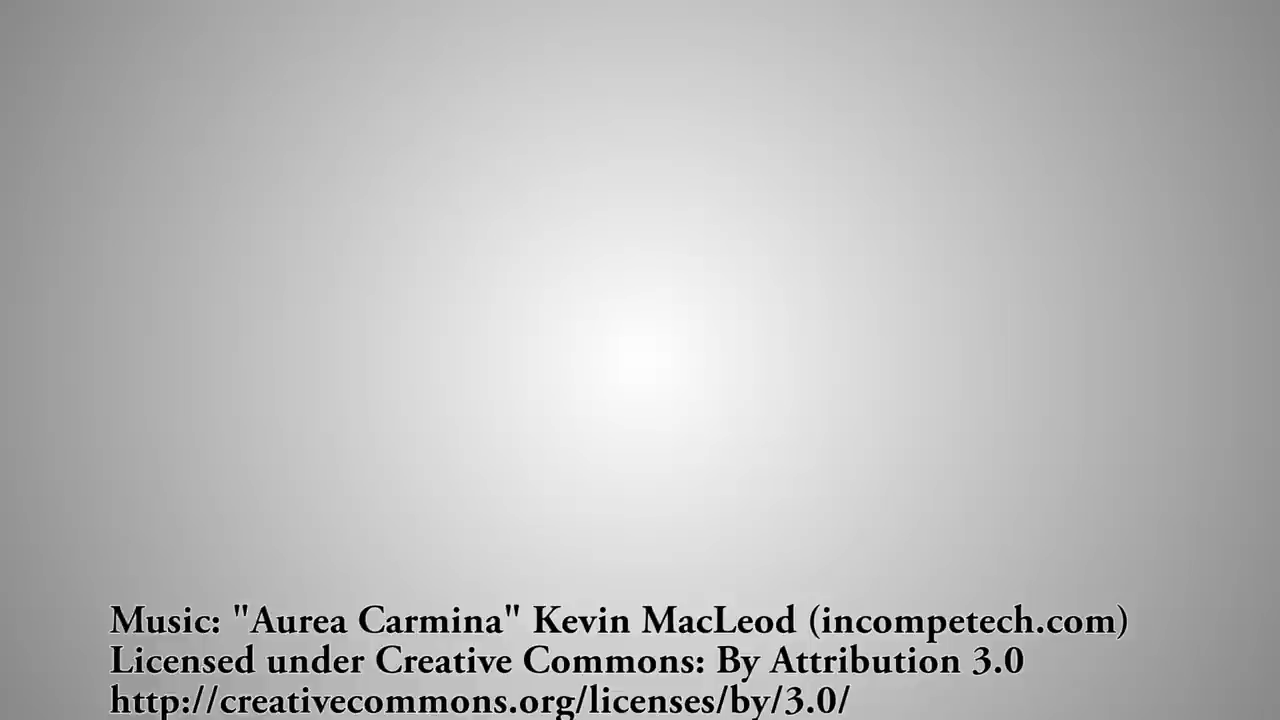 Music: "Aurea Carmina" Kevin MacLeod (incompetech.com)
Licensed under Creative Commons: By Attribution 3.0
http://creativecommons.org/licenses/by/3.0/